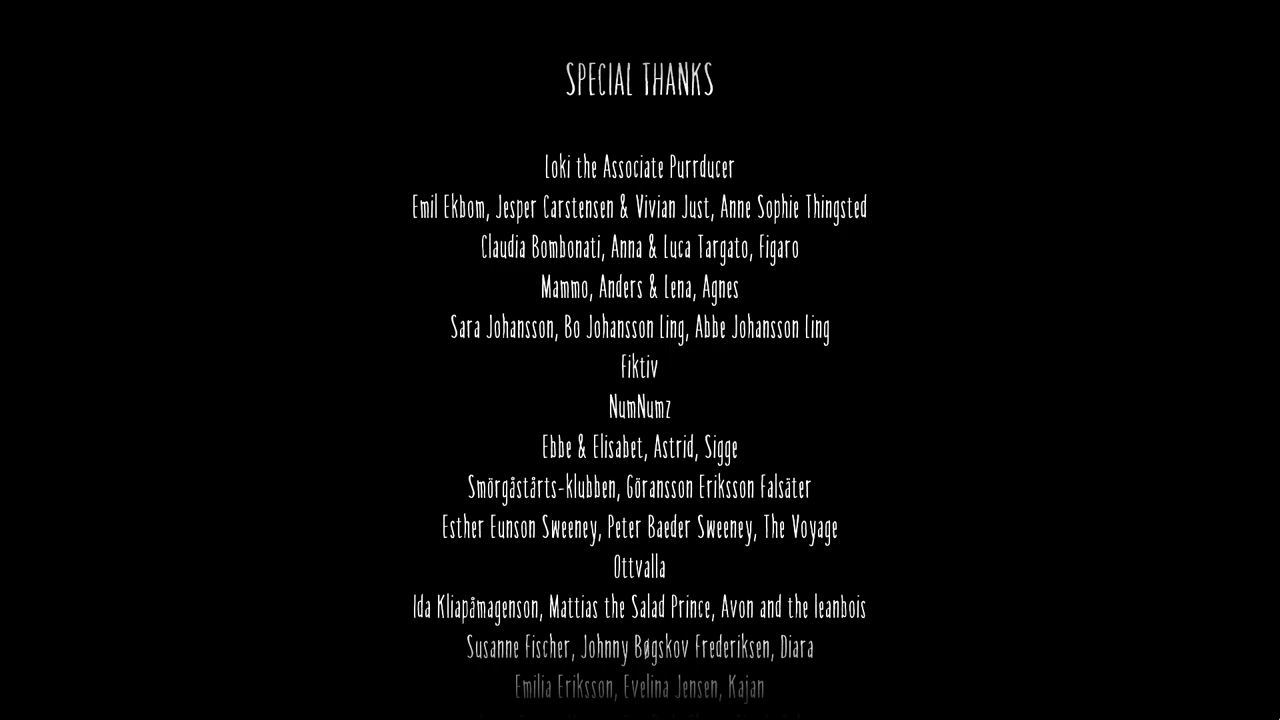 SPECIAL THANKS
Loki the Associate Purrducer
Emil Ekbom, Jesper Carstensen & Vivian Just, Anne Sophie Thingsted
Claudia Bombonati, Anna & Luca Targato, Figaro
Mammo, Anders & Lena, Agnes
Sara Johansson, Bo Johansson Ling, Abbe Johansson Ling
Fiktiv
NumNumz
Ebbe & Elisabet, Astrid, Sigge
Smörgåstårts-klubben, Göransson Eriksson Falsäter
Esther Eunson Sweeney, Peter Baeder Sweeney, The Voyage
Ottvalla
Ida Kliapåmagenson, Mattias the Salad Prince, Avon and the leanbois
Susanne Fischer, Johnny Bøgskov Frederiksen, Diara
Emilia Eriksson, Evelina Jensen, Kajan